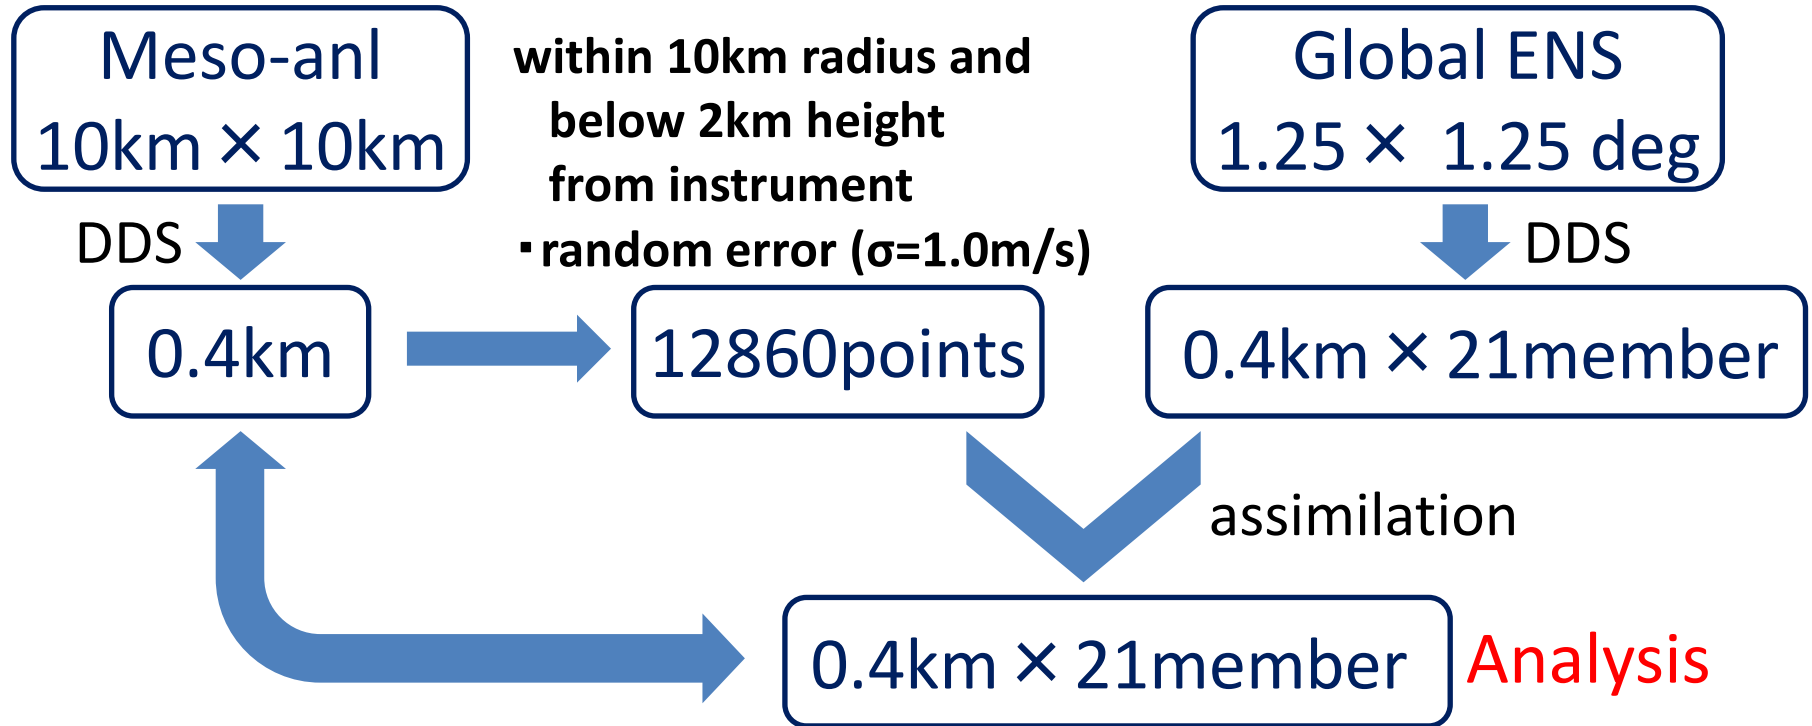 Meso-anl
10km × 10km
within 10km radius and
below 2km height
from instrument
・random error (σ=1.0m/s)
Global ENS
1.25 × 1.25 deg
DDS
DDS
0.4km
12860points
0.4km × 21member
assimilation
0.4km × 21member
Analysis